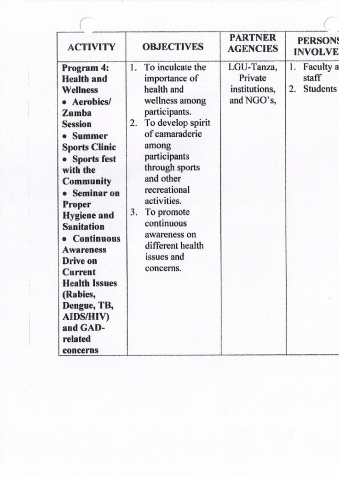 ACTIVITY
OBJECTIVES
PARTNER
AGENCIES
PERSONS
INVOLVE
Program 4:
Health and
Wellness
• Aerobics/
Zumba
Session
• Summer
Sports Clinic
• Sports fest
with the
Community
• Seminar on
Proper
Hygiene and
Sanitation
• Continuous
Awareness
Drive on
Current
Health Issues
(Rabies,
Dengue, TB,
AIDS/HIV)
and GAD-
related
concerns
1. To inculcate the
importance of
health and
wellness among
participants.
2. To develop spirit
of camaraderie
among
participants
through sports
and other
recreational
activities.
3. To promote
continuous
awareness on
different health
issues and
concerns.
LGU-Tanza,
Private
institutions,
and NGO's,
1. Faculty a
staff
2. Students